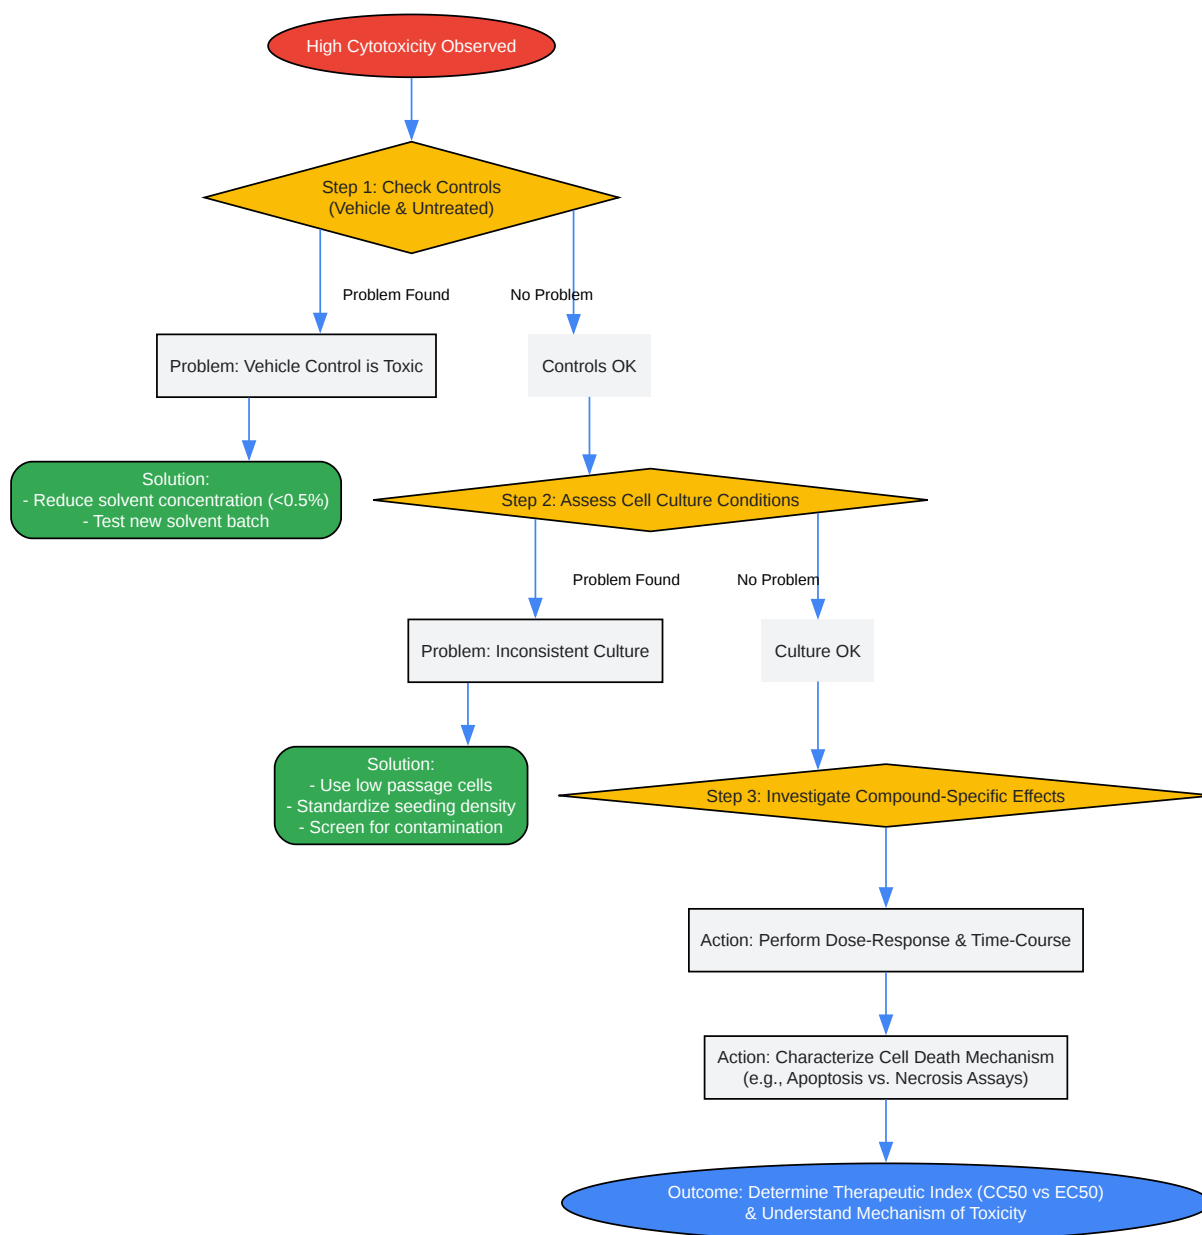 High Cytotoxicity Observed
Step 1: Check Controls
(Vehicle & Untreated)
Problem Found
No Problem
Problem: Vehicle Control is Toxic
Controls OK
Solution:
- Reduce solvent concentration (<0.5%)
- Test new solvent batch
Step 2: Assess Cell Culture Conditions
Problem Found
No Problem
Problem: Inconsistent Culture
Culture OK
Solution:
- Use low passage cells
- Standardize seeding density
- Screen for contamination
Step 3: Investigate Compound-Specific Effects
Action: Perform Dose-Response & Time-Course
Action: Characterize Cell Death Mechanism
(e.g., Apoptosis vs. Necrosis Assays)
Outcome: Determine Therapeutic Index (CC50 vs EC50)
& Understand Mechanism of Toxicity